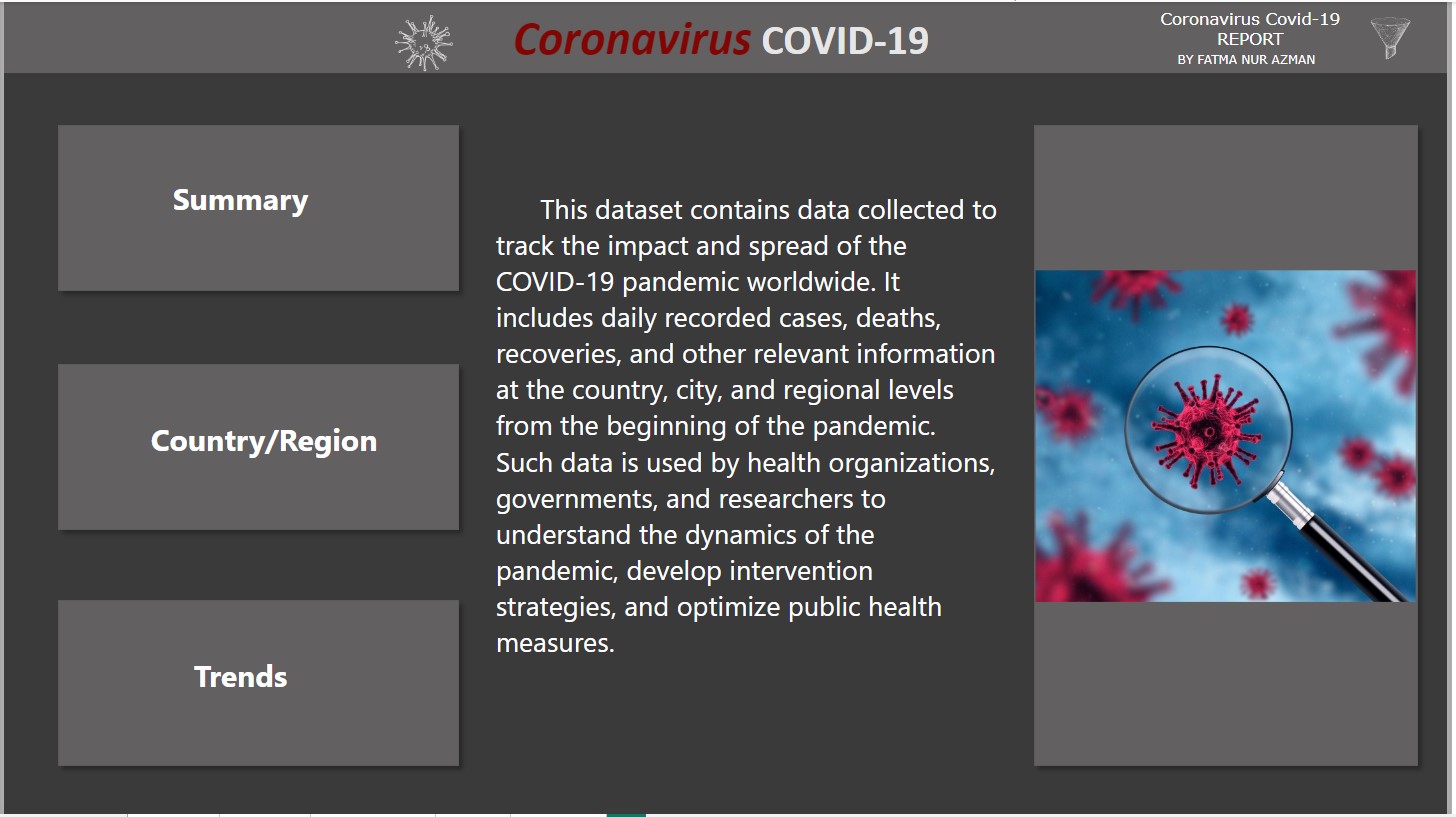 Coronavirus COVID-19
Coronavirus Covid-19
REPORT
BY FATMA NUR AZMAN
Summary
Country/Region
Trends
This dataset contains data collected to
track the impact and spread of the
COVID-19 pandemic worldwide. It
includes daily recorded cases, deaths,
recoveries, and other relevant information
at the country, city, and regional levels
from the beginning of the pandemic.
Such data is used by health organizations,
governments, and researchers to
understand the dynamics of the
pandemic, develop intervention
strategies, and optimize public health
measures.